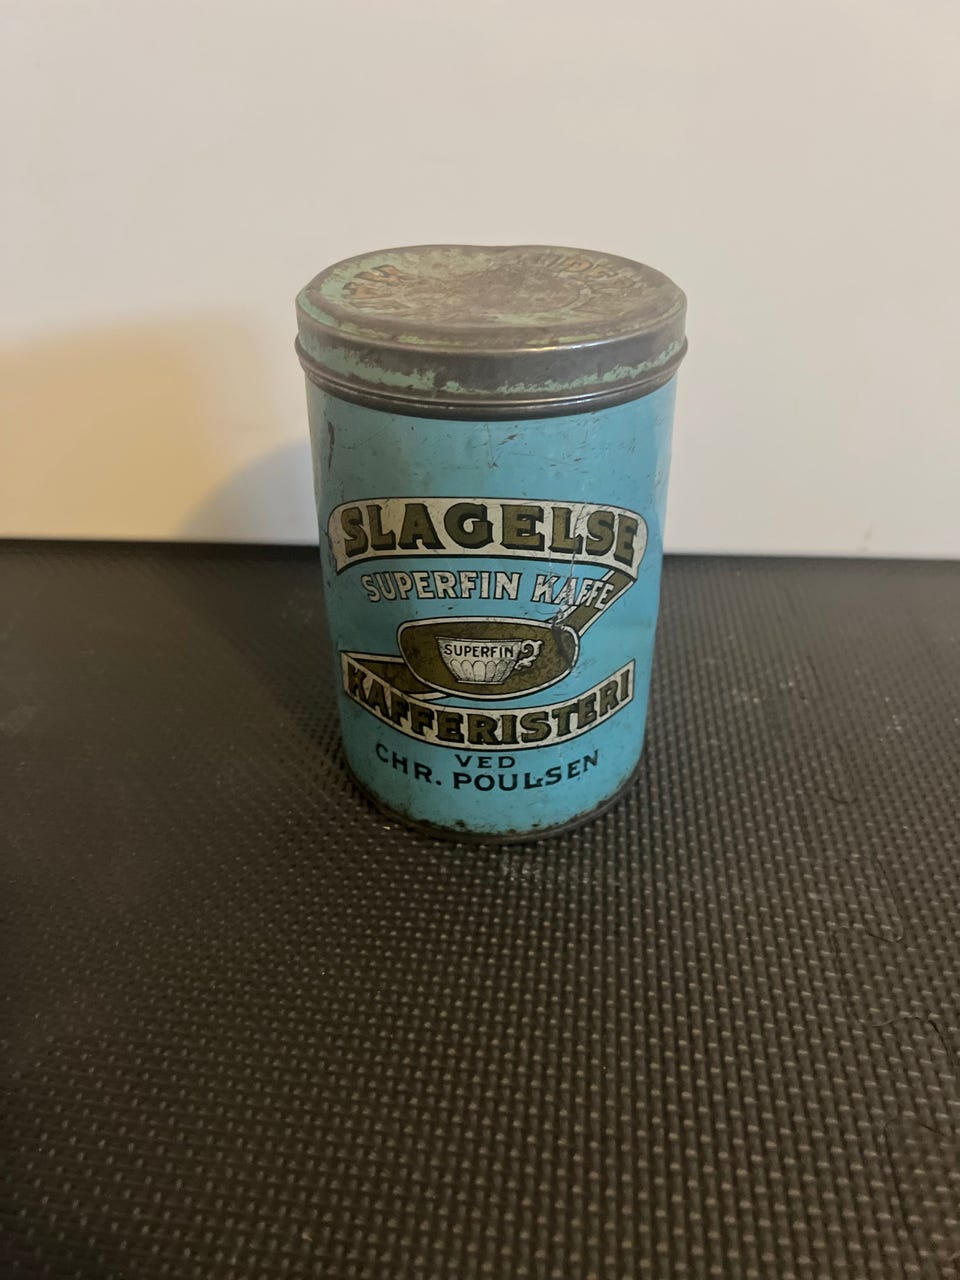 SLAGELSE
SUPERFIN KAFFE
SUPERFIN
KAFFERISTERI
VED
CHR. POULSEN